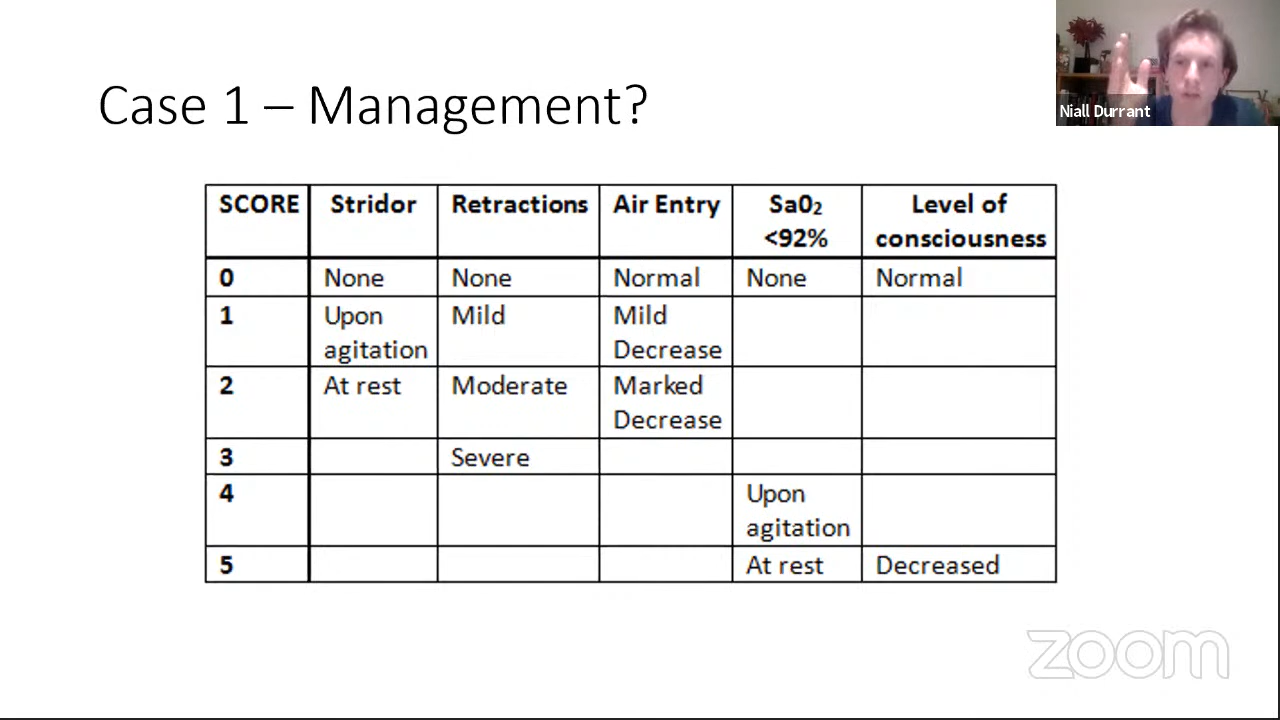 Case 1 – Management?
Niall Durrant
SCORE Stridor Retractions Air Entry Sa0₂ <92% Level of consciousness
0 None None Normal None Normal
1 Upon agitation Mild Mild Decrease
2 At rest Moderate Marked Decrease
3 Severe
4 Upon agitation
5 At rest Decreased
zoom